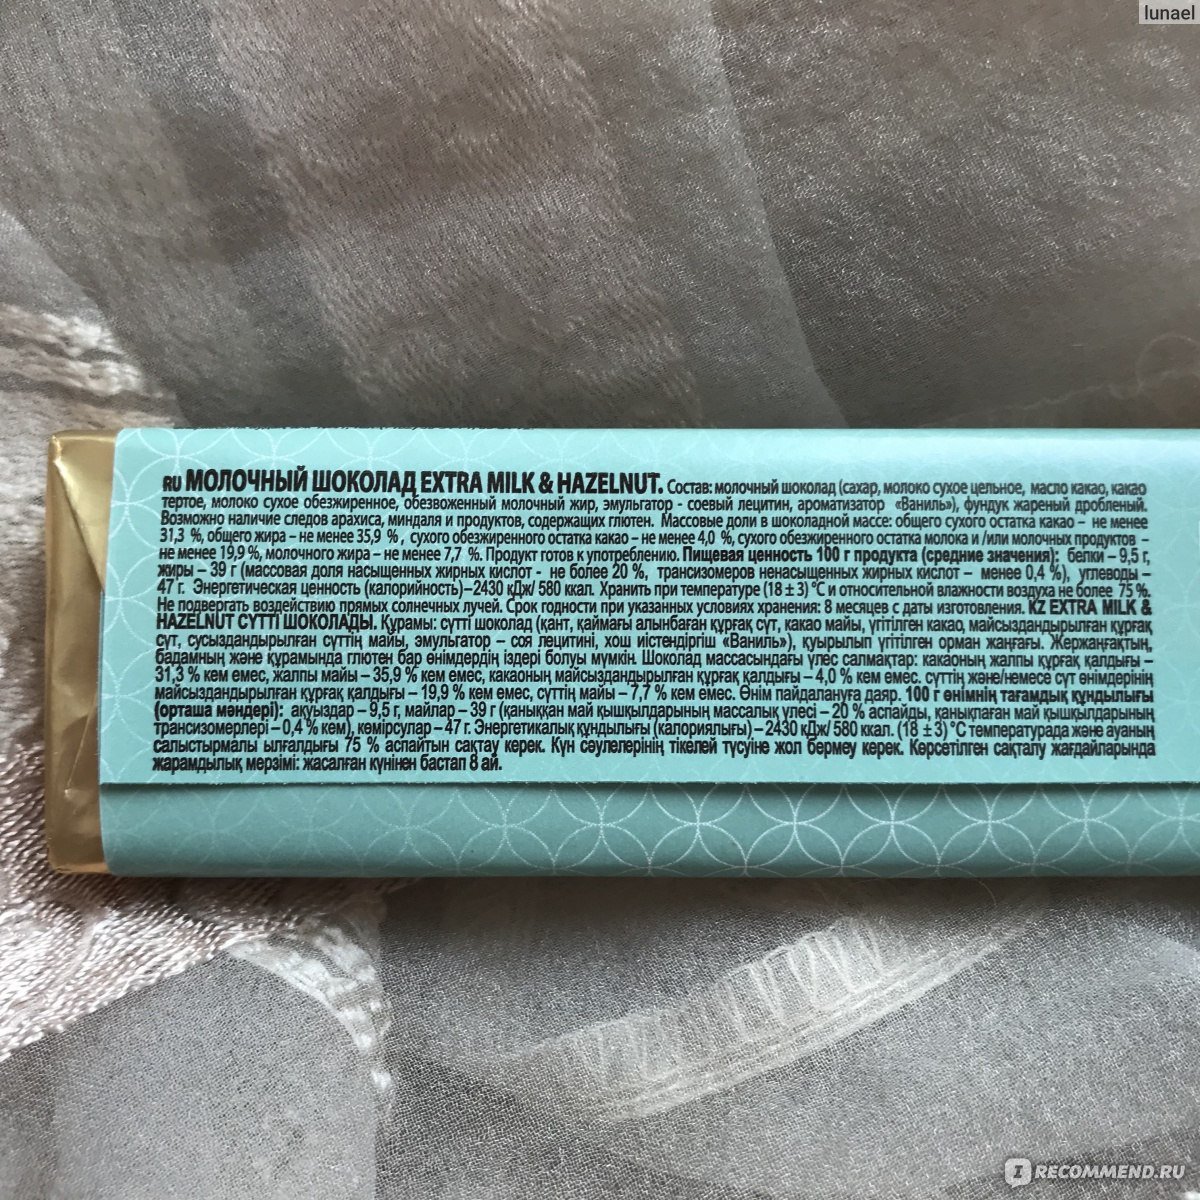 lunael
RU МОЛОЧНЫЙ ШОКОЛАД EXTRA MILK & HAZELNUT. Состав: молочный шоколад (сахар, молоко сухое цельное, масло какао, какао
тертое, молоко сухое обезжиренное, обезвоженный молочный жир, эмульгатор - соевый лецитин, ароматизатор «Ваниль»), фундук жареный дробленый.
Возможно наличие следов арахиса, миндаля и продуктов, содержащих глютен. Массовые доли в шоколадной массе: общего сухого остатка какао – не менее
31,3 %, общего жира – не менее 35,9 %, сухого обезжиренного остатка какао – не менее 4,0 %, сухого обезжиренного остатка молока и /или молочных продуктов –
не менее 19,9 %, молочного жира – не менее 7,7 %. Продукт готов к употреблению. Пищевая ценность 100 г продукта (средние значения): белки – 9,5 г,
жиры – 39 г (массовая доля насыщенных жирных кислот - не более 20 %, трансизомеров ненасыщенных жирных кислот – менее 0,4 %), углеводы –
47 г. Энергетическая ценность (калорийность)–2430 кДж/ 580 ккал. Хранить при температуре (18 ± 3) °С и относительной влажности воздуха не более 75 %.
Не подвергать воздействию прямых солнечных лучей. Срок годности при указанных условиях хранения: 8 месяцев с даты изготовления. KZ EXTRA MILK &
HAZELNUT СҮТТІ ШОКОЛАДЫ. Құрамы: сүтті шоколад (қант, қаймағы алынбаған құрғақ сүт, какао майы, үгітілген какао, майсыздандырылған құрғақ
сүт, сусыздандырылған сүттің майы, эмульгатор – соя лецитині, хош иістендіргіш «Ваниль»), қуырылып үгітілген орман жаңғағы. Жержаңғақтың,
бадамның және құрамында глютен бар өнімдердің іздері болуы мүмкін. Шоколад массасындағы үлес салмақтар: какаоның жалпы құрғақ қалдығы –
31,3 % кем емес, жалпы майы – 35,9 % кем емес, какаоның майсыздандырылған құрғақ қалдығы – 4,0 % кем емес. сүттің және/немесе сүт өнімдерінің
майсыздандырылған құрғақ қалдығы – 19,9 % кем емес, сүттің майы – 7,7 % кем емес. Өнім пайдалануға даяр. 100 г өнімнің тағамдық құндылығы
(орташа мәндері): ақуыздар – 9,5 г, майлар – 39 г (қаныққан май қышқылдарының массалық үлесі – 20 % аспайды, қанықпаған май қышқылдарының
трансизомерлері – 0,4 % кем), көмірсулар – 47 г. Энергетикалық құндылығы (калориялығы) – 2430 кДж/ 580 ккал. (18 ± 3) °С температурада және ауаның
салыстырмалы ылғалдығы 75 % аспайтын сақтау керек. Күн сәулелерінің тікелей түсуіне жол бермеу керек. Көрсетілген сақталу жағдайларында
жарамдылық мерзімі: жасалған күнінен бастап 8 ай.
I RECOMMEND.RU